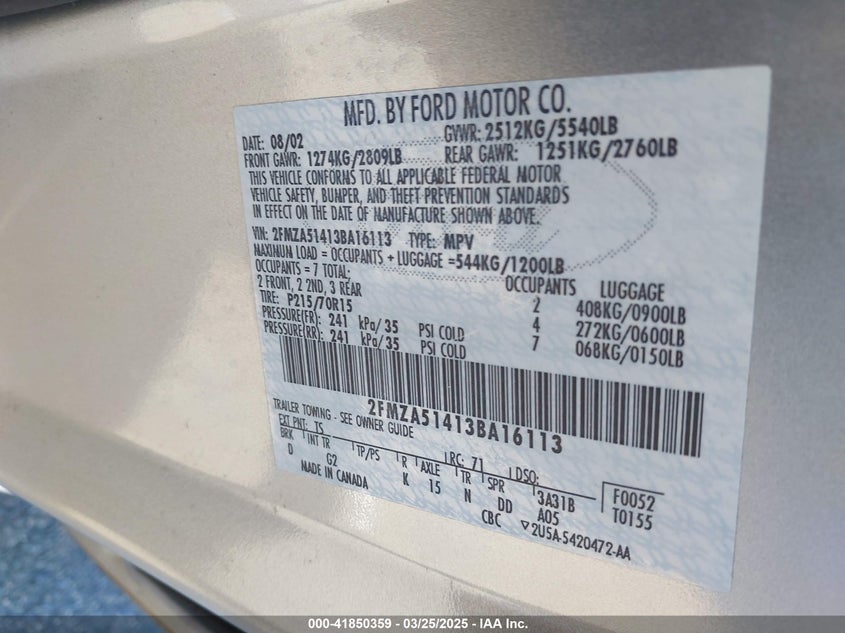 MFD. BY FORD MOTOR CO.
DATE: 08/02 GVWR: 2512KG/5540LB
FRONT GAWR: 1274KG/2809LB REAR GAWR: 1251KG/2760LB
THIS VEHICLE CONFORMS TO ALL APPLICABLE FEDERAL MOTOR
VEHICLE SAFETY, BUMPER, AND THEFT PREVENTION STANDARDS
IN EFFECT ON THE DATE OF MANUFACTURE SHOWN ABOVE.
VIN: 2FMZA51413BA16113 TYPE: MPV
MAXIMUM LOAD = OCCUPANTS + LUGGAGE =544KG/1200LB
OCCUPANTS = 7 TOTAL; OCCUPANTS LUGGAGE
2 FRONT, 2 2ND, 3 REAR 2 408KG/0900LB
TIRE: P215/70R15 4 272KG/0600LB
PRESSURE(FR): 241 kPa/35 PSI COLD 7 068KG/0150LB
PRESSURE(RR): 241 kPa/35 PSI COLD
2FMZA51413BA16113
TRAILER TOWING - SEE OWNER GUIDE
EXT PNT: TS RC: 71 DSO: F0052
BRK INT TR TP/PS R AXLE TR SPR 3A31B T0155
D G2 K 15 N DD A05
MADE IN CANADA CBC ▽2U5A-5420472-AA
000-41850359 - 03/25/2025 - IAA Inc.